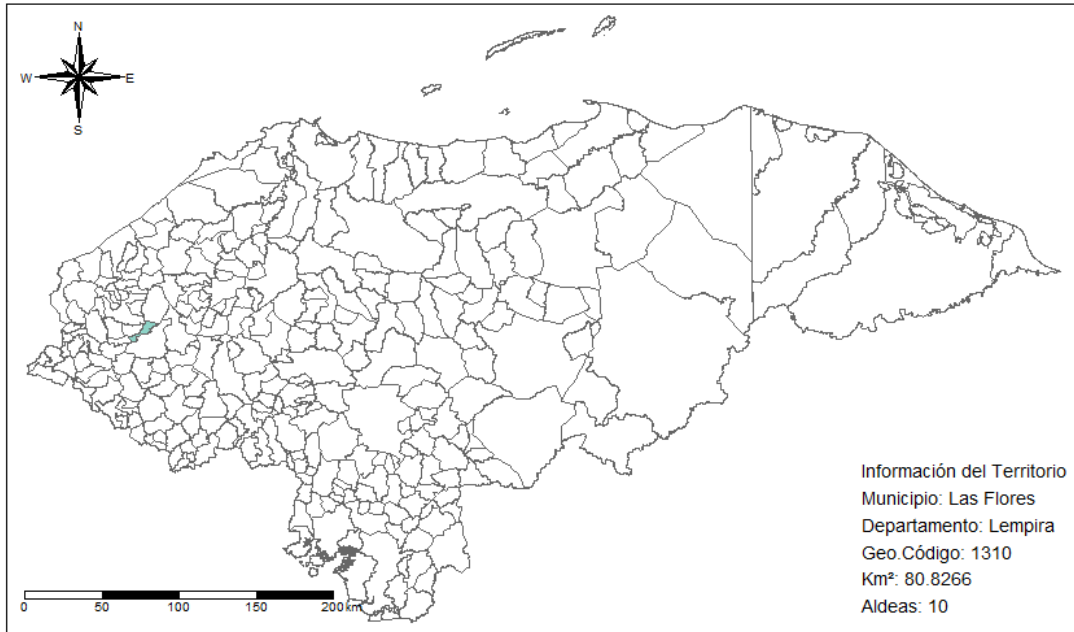 N
W E
S
Información del Territorio
Municipio: Las Flores
Departamento: Lempira
Geo.Código: 1310
Km²: 80.8266
Aldeas: 10
0 50 100 150 200 km